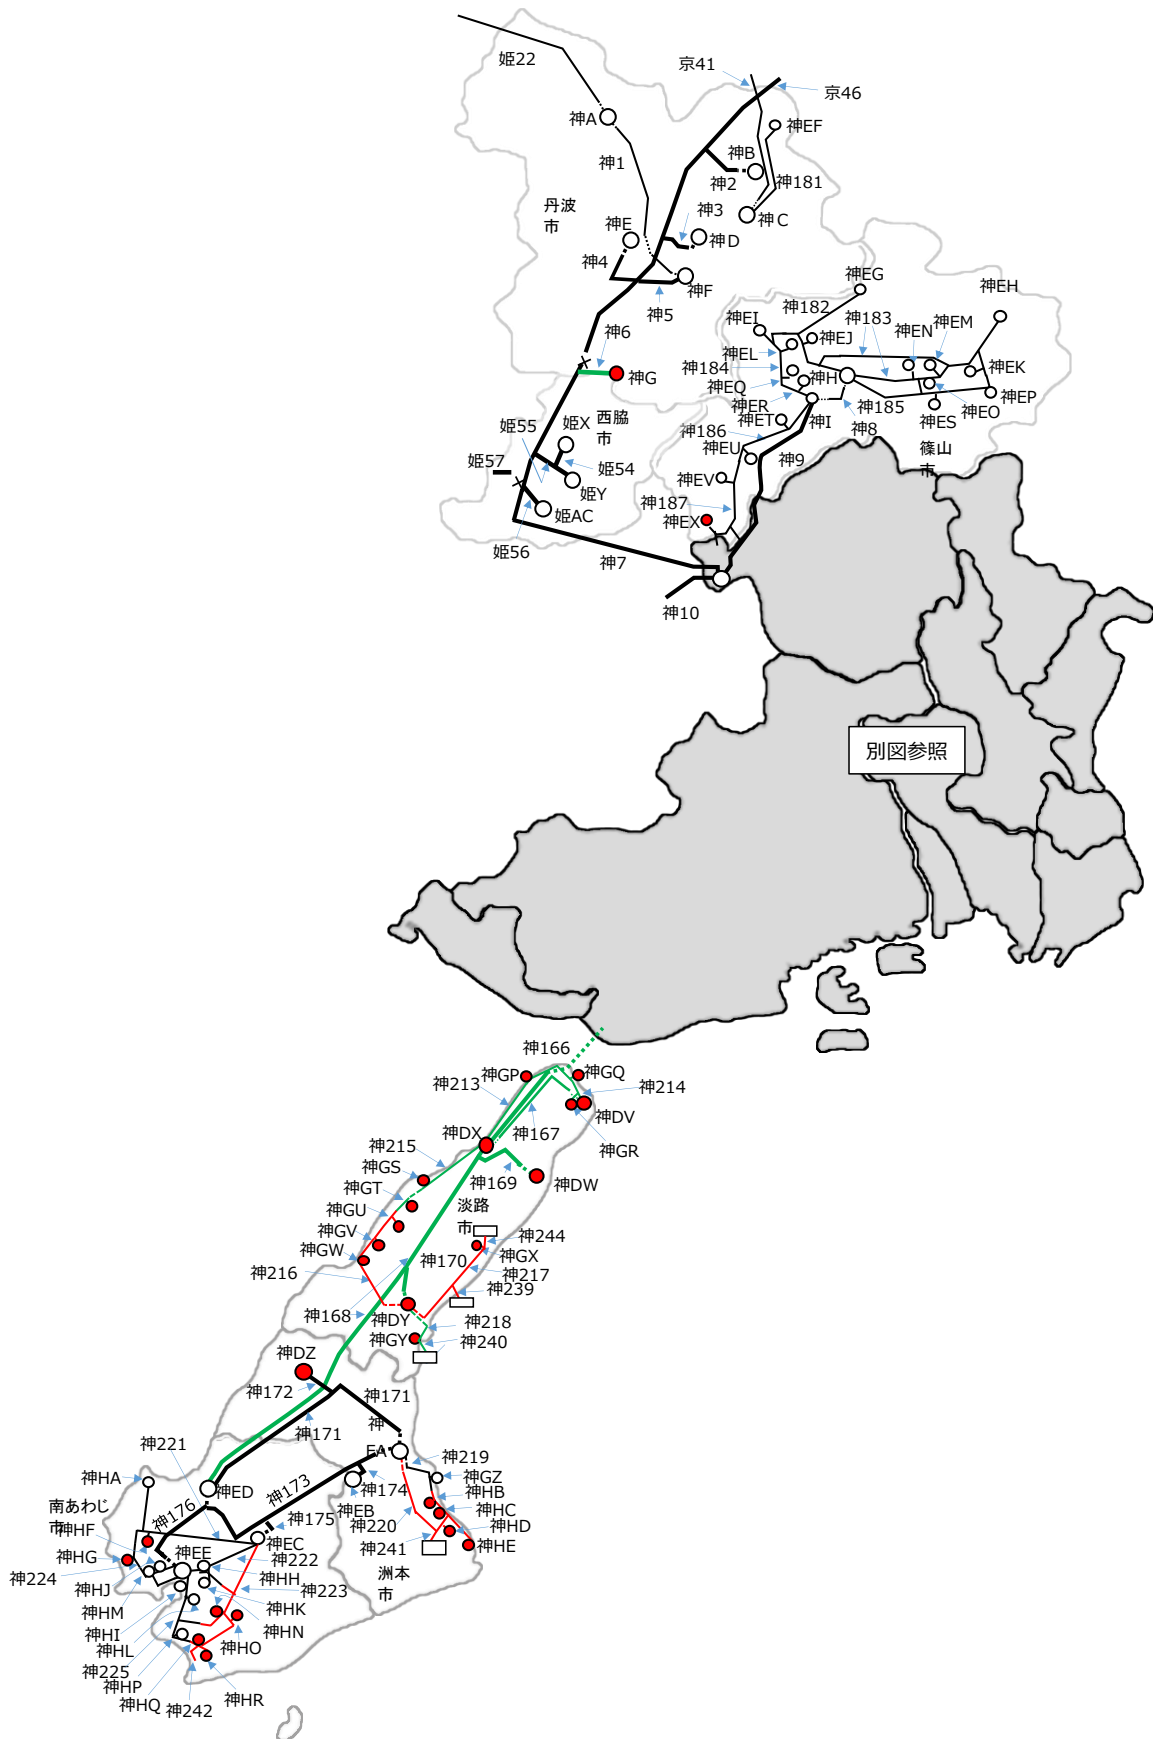 姫22
京41
京46
神A
神EF
神1
神B
神2
神181
丹波
市
神3
神C
神E
神D
神4
神F
神5
神EG
神EH
神182
神EI
神183
神EN
神EM
神6
神EJ
神EL
神G
神184
神H
神EK
神EQ
神ER
神185
神EP
神EO
神I
神8
神ES
西脇
市
姫X
神ET
姫55
神186
神EU
神9
篠山
市
姫57
姫54
姫Y
神EV
姫AC
神187
神EX
姫56
神7
神10
別図参照
神166
神GP
神GQ
神213
神214
神DV
神DX
神167
神GR
神215
神GS
神169
神DW
神GT
神GU
淡路
市
神GV
神244
神GW
神170
神GX
神216
神217
神239
神168
神DY
神218
神GY
神240
神DZ
神172
神171
神
神171
EA
神221
神219
神HA
神GZ
神ED
神173
神174
神HB
南あわじ
市
神176
神EB
神HC
神175
神220
神HD
神HF
神EC
神241
神HE
神HG
神EE
神222
神224
神HH
神223
神HJ
洲本
市
神HM
神HK
神HI
神HN
神HL
神HO
神225
神HP
神HQ
神242
神HR